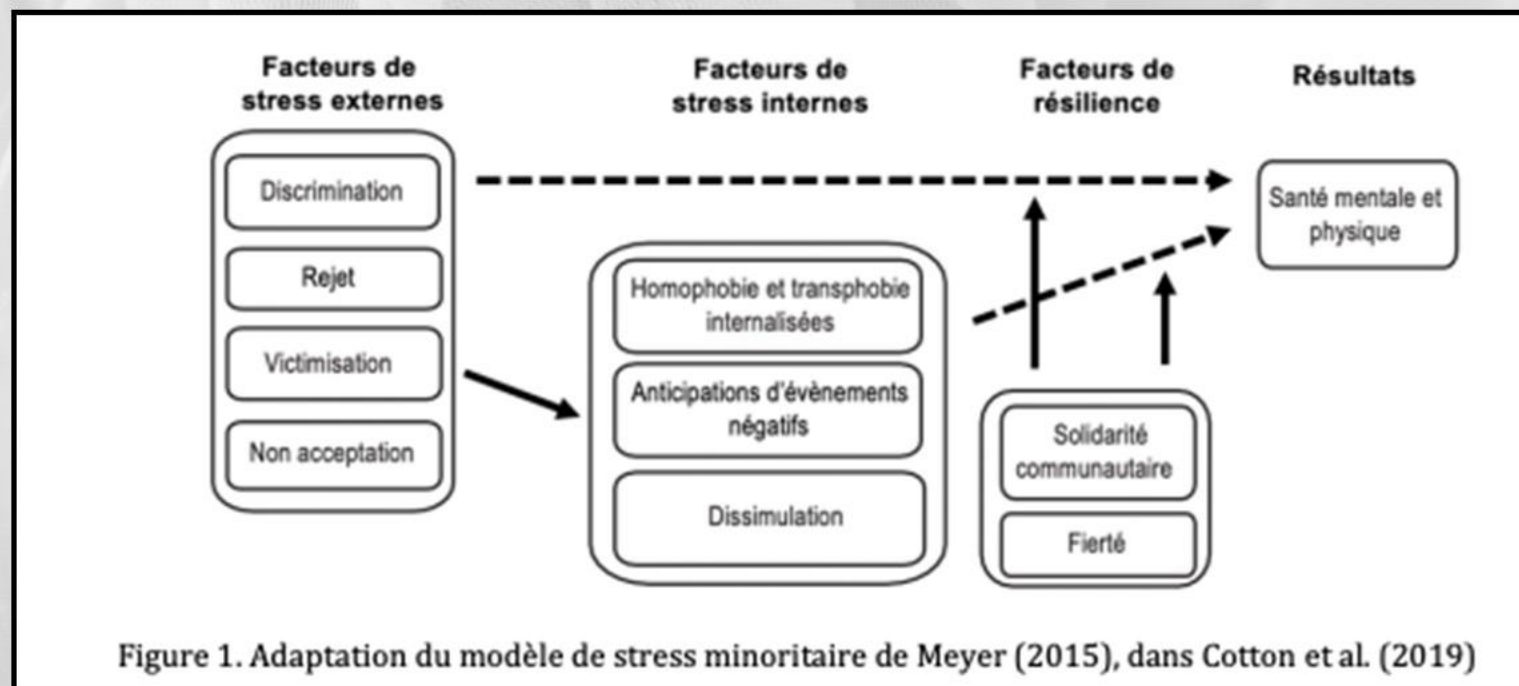 Facteurs de
stress externes
Discrimination
Rejet
Victimisation
Non acceptation
Facteurs de
stress internes
Homophobie et transphobie
internalisées
Anticipations d'évènements
négatifs
Dissimulation
Facteurs de
résilience
Solidarité
communautaire
Fierté
Résultats
Santé mentale et
physique
Figure 1. Adaptation du modèle de stress minoritaire de Meyer (2015), dans Cotton et al. (2019)